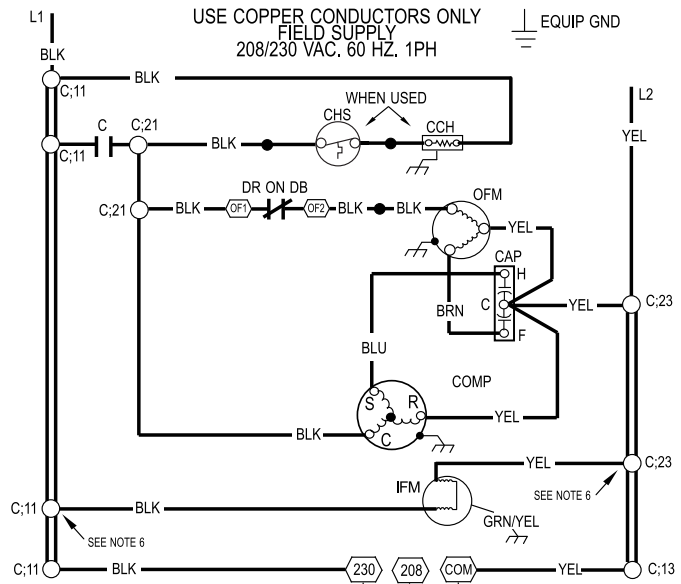 L1
USE COPPER CONDUCTORS ONLY
FIELD SUPPLY
208/230 VAC. 60 HZ. 1PH
EQUIP GND
BLK
BLK
C;11
WHEN USED
L2
CHS
CCH
C
C;21
BLK
C;11
YEL
DR ON DB
C;21
BLK
OF1
OF2
BLK
BLK
OFM
YEL
CAP
H
C
YEL
C;23
BRN
F
BLU
COMP
S
R
YEL
C
BLK
YEL
C;23
IFM
SEE NOTE 6
C;11
BLK
GRN/YEL
SEE NOTE 6
C;11
BLK
230
208
COM
YEL
C;13